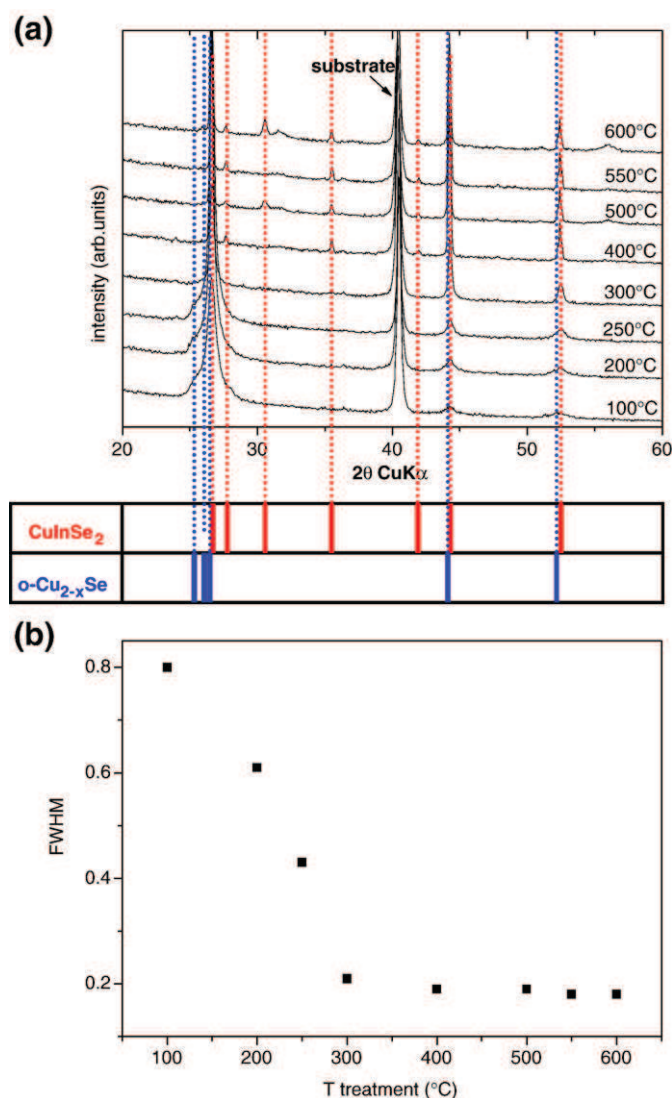 (a)
substrate
600°C
550°C
500°C
400°C
300°C
250°C
200°C
100°C
intensity (arb.units)
20 30 40 50 60
2θ CuKα
CuInSe₂
o-Cu₂₋ₓSe
(b)
0.8
0.6
0.4
0.2
FWHM
100 200 300 400 500 600
T treatment (°C)